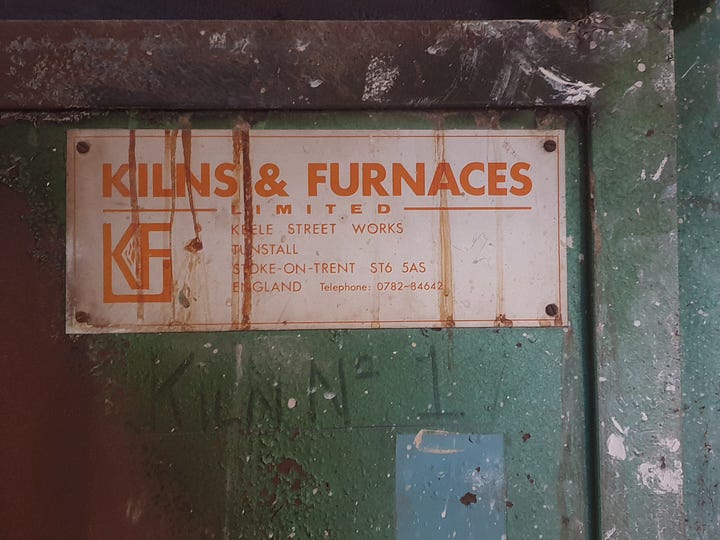 KILNS & FURNACES
LIMITED
KF
KEELE STREET WORKS
TUNSTALL
STOKE-ON-TRENT ST6 5AS
ENGLAND Telephone: 0782-84642
KILN Nº 1